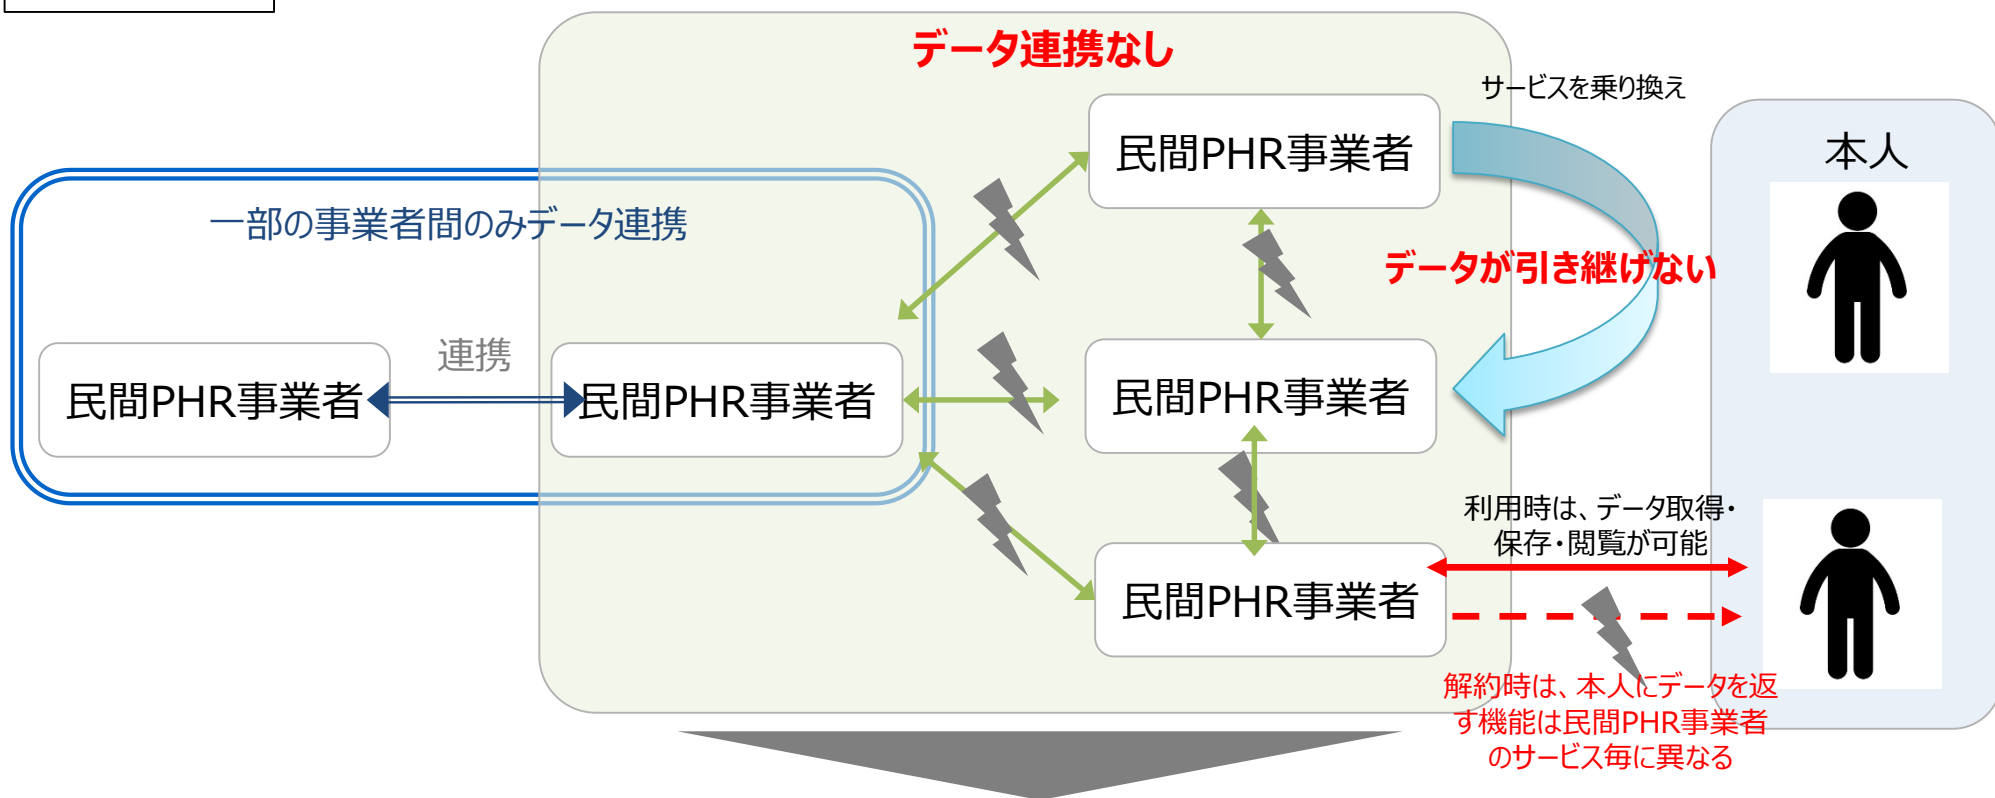 データ連携なし
サービスを乗り換え
民間PHR事業者
本人
一部の事業者間のみデータ連携
データが引き継げない
連携
民間PHR事業者
民間PHR事業者
民間PHR事業者
利用時は、データ取得・
保存・閲覧が可能
民間PHR事業者
解約時は、本人にデータを返
す機能は民間PHR事業者
のサービス毎に異なる